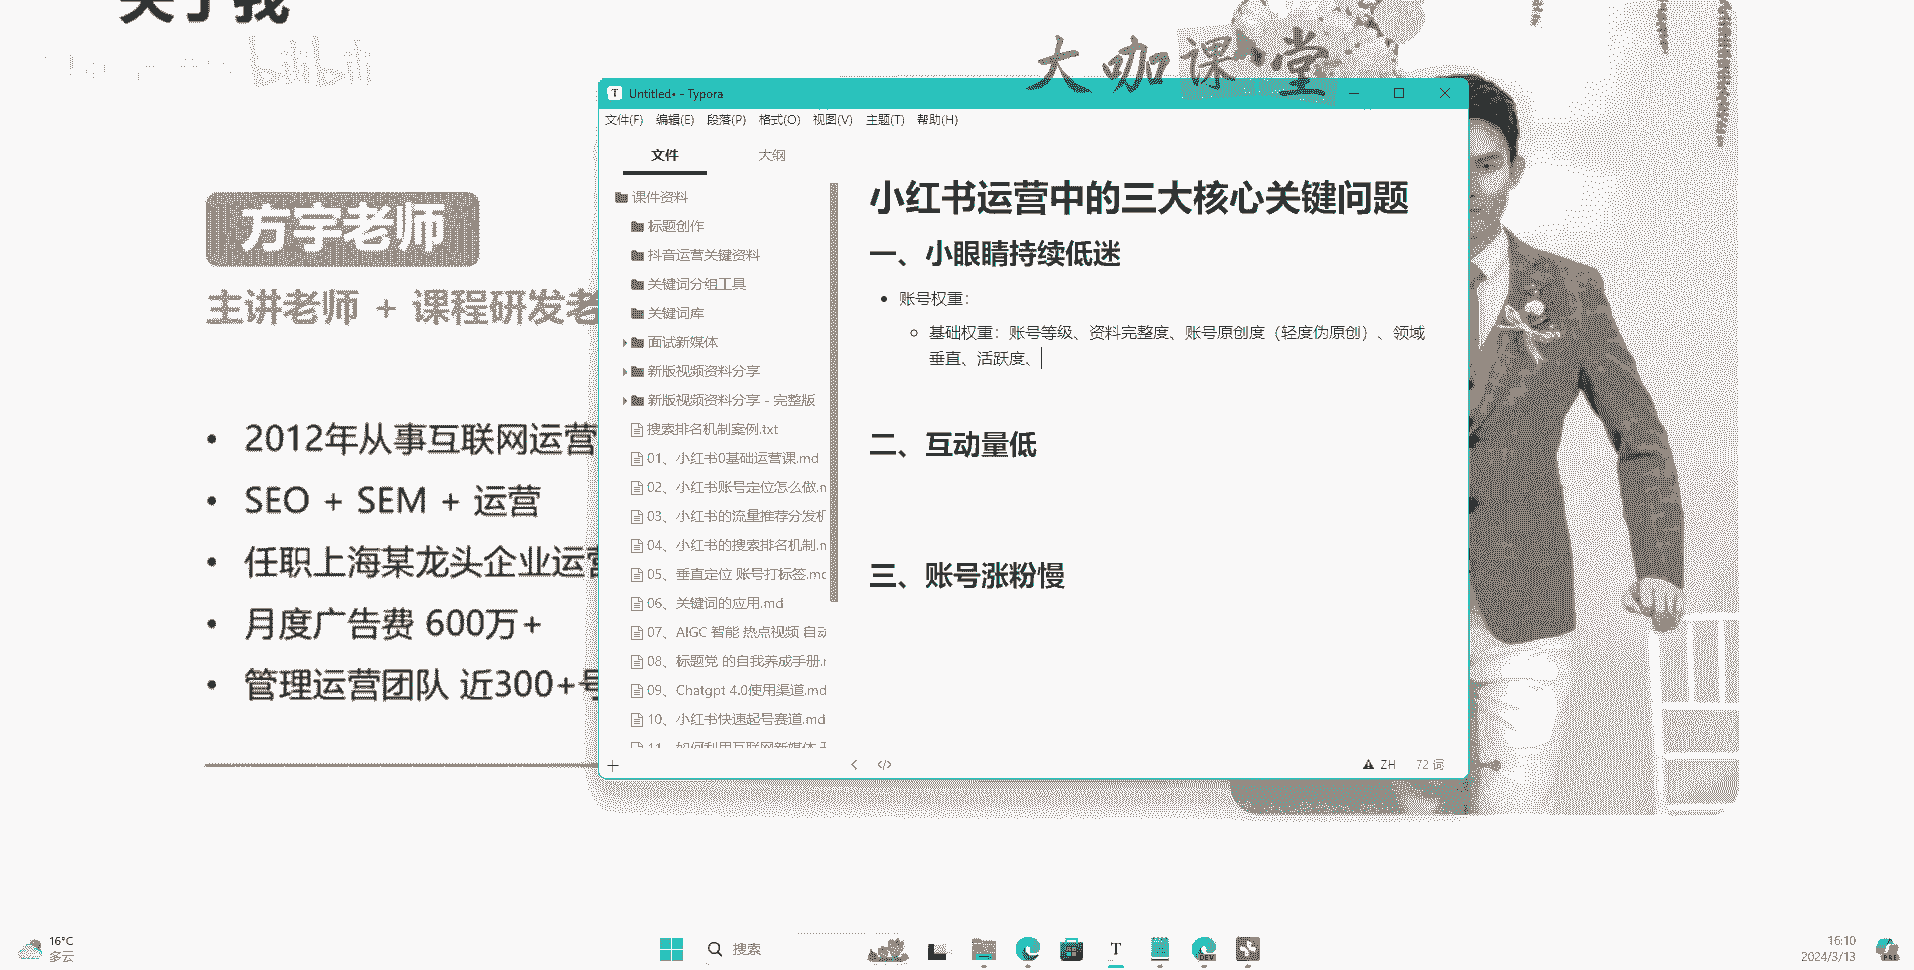 关于我
bilibili
大咖课堂
方宇老师
主讲老师 + 课程研发老
2012年从事互联网运营
SEO + SEM + 运营
任职上海某龙头企业运营
月度广告费 600万+
管理运营团队 近300+号
Untitled• - Typora
文件(F) 编辑(E) 段落(P) 格式(O) 视图(V) 主题(T) 帮助(H)
文件 大纲
课件资料
标题创作
抖音运营关键资料
关键词分组工具
关键词库
面试新媒体
新版视频资料分享
新版视频资料分享 - 完整版
搜索排名机制案例.txt
01、小红书0基础运营课.md
02、小红书账号定位怎么做.m
03、小红书的流量推荐分发机
04、小红书的搜索排名机制.m
05、垂直定位 账号打标签.md
06、关键词的应用.md
07、AIGC 智能 热点视频 自动
08、标题党 的自我养成手册.m
09、Chatgpt 4.0使用渠道.md
10、小红书快速起号赛道.md
11、如何利用互联网新媒体
小红书运营中的三大核心关键问题
一、小眼睛持续低迷
账号权重：
基础权重：账号等级、资料完整度、账号原创度（轻度伪原创）、领域
垂直、活跃度、
二、互动量低
三、账号涨粉慢
ZH 72 词
16°C
多云
搜索
T
DEV
16:10
2024/3/13
PRE